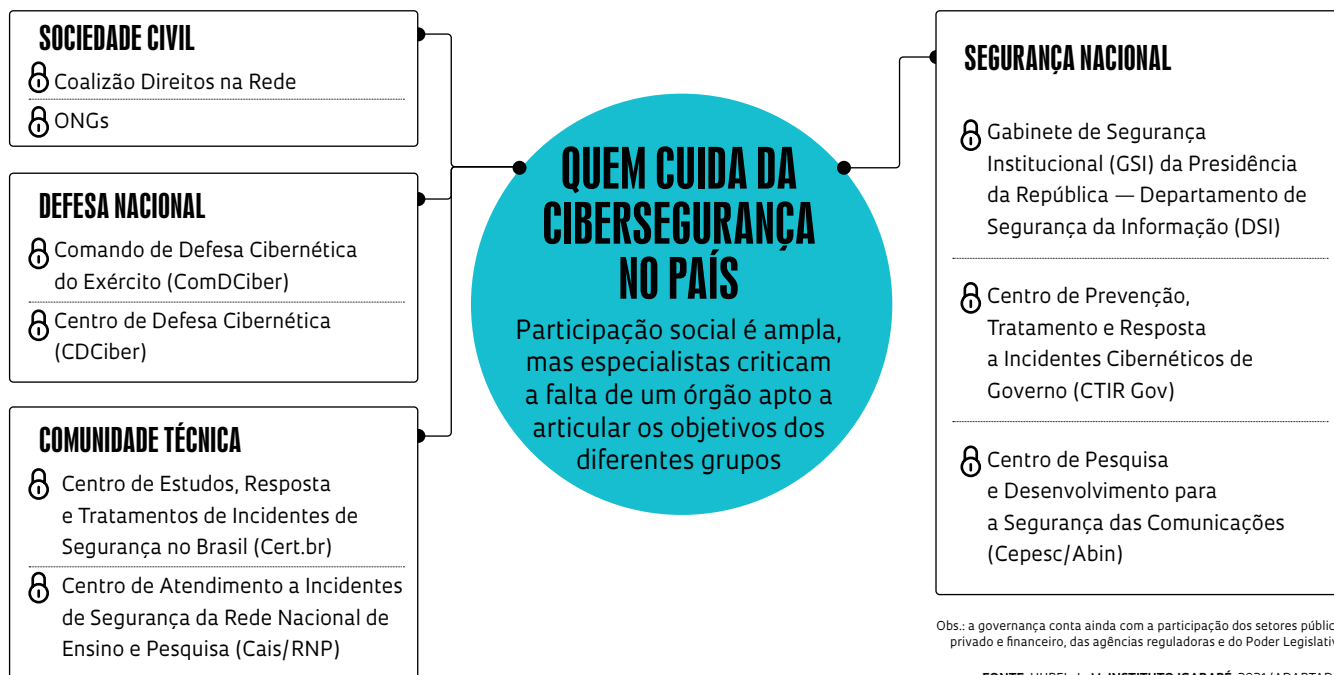 SOCIEDADE CIVIL
Coalizão Direitos na Rede
ONGs
DEFESA NACIONAL
Comando de Defesa Cibernética
do Exército (ComDCiber)
Centro de Defesa Cibernética
(CDCiber)
COMUNIDADE TÉCNICA
Centro de Estudos, Resposta
e Tratamentos de Incidentes de
Segurança no Brasil (Cert.br)
Centro de Atendimento a Incidentes
de Segurança da Rede Nacional de
Ensino e Pesquisa (Cais/RNP)
QUEM CUIDA DA
CIBERSEGURANÇA
NO PAÍS
Participação social é ampla,
mas especialistas criticam
a falta de um órgão apto a
articular os objetivos dos
diferentes grupos
SEGURANÇA NACIONAL
Gabinete de Segurança
Institucional (GSI) da Presidência
da República — Departamento de
Segurança da Informação (DSI)
Centro de Prevenção,
Tratamento e Resposta
a Incidentes Cibernéticos de
Governo (CTIR Gov)
Centro de Pesquisa
e Desenvolvimento para
a Segurança das Comunicações
(Cepesc/Abin)
Obs.: a governança conta ainda com a participação dos setores públic
privado e financeiro, das agências reguladoras e do Poder Legislativ